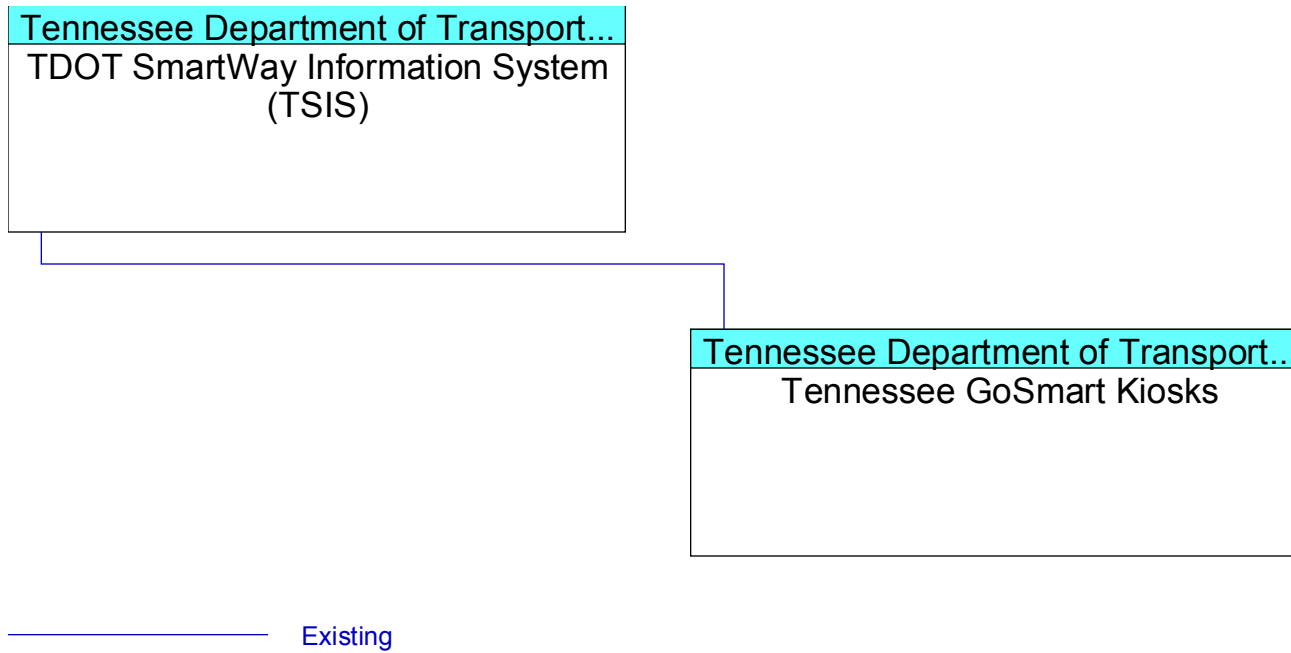 Tennessee Department of Transport...
TDOT SmartWay Information System
(TSIS)
Tennessee Department of Transport...
Tennessee GoSmart Kiosks
Existing